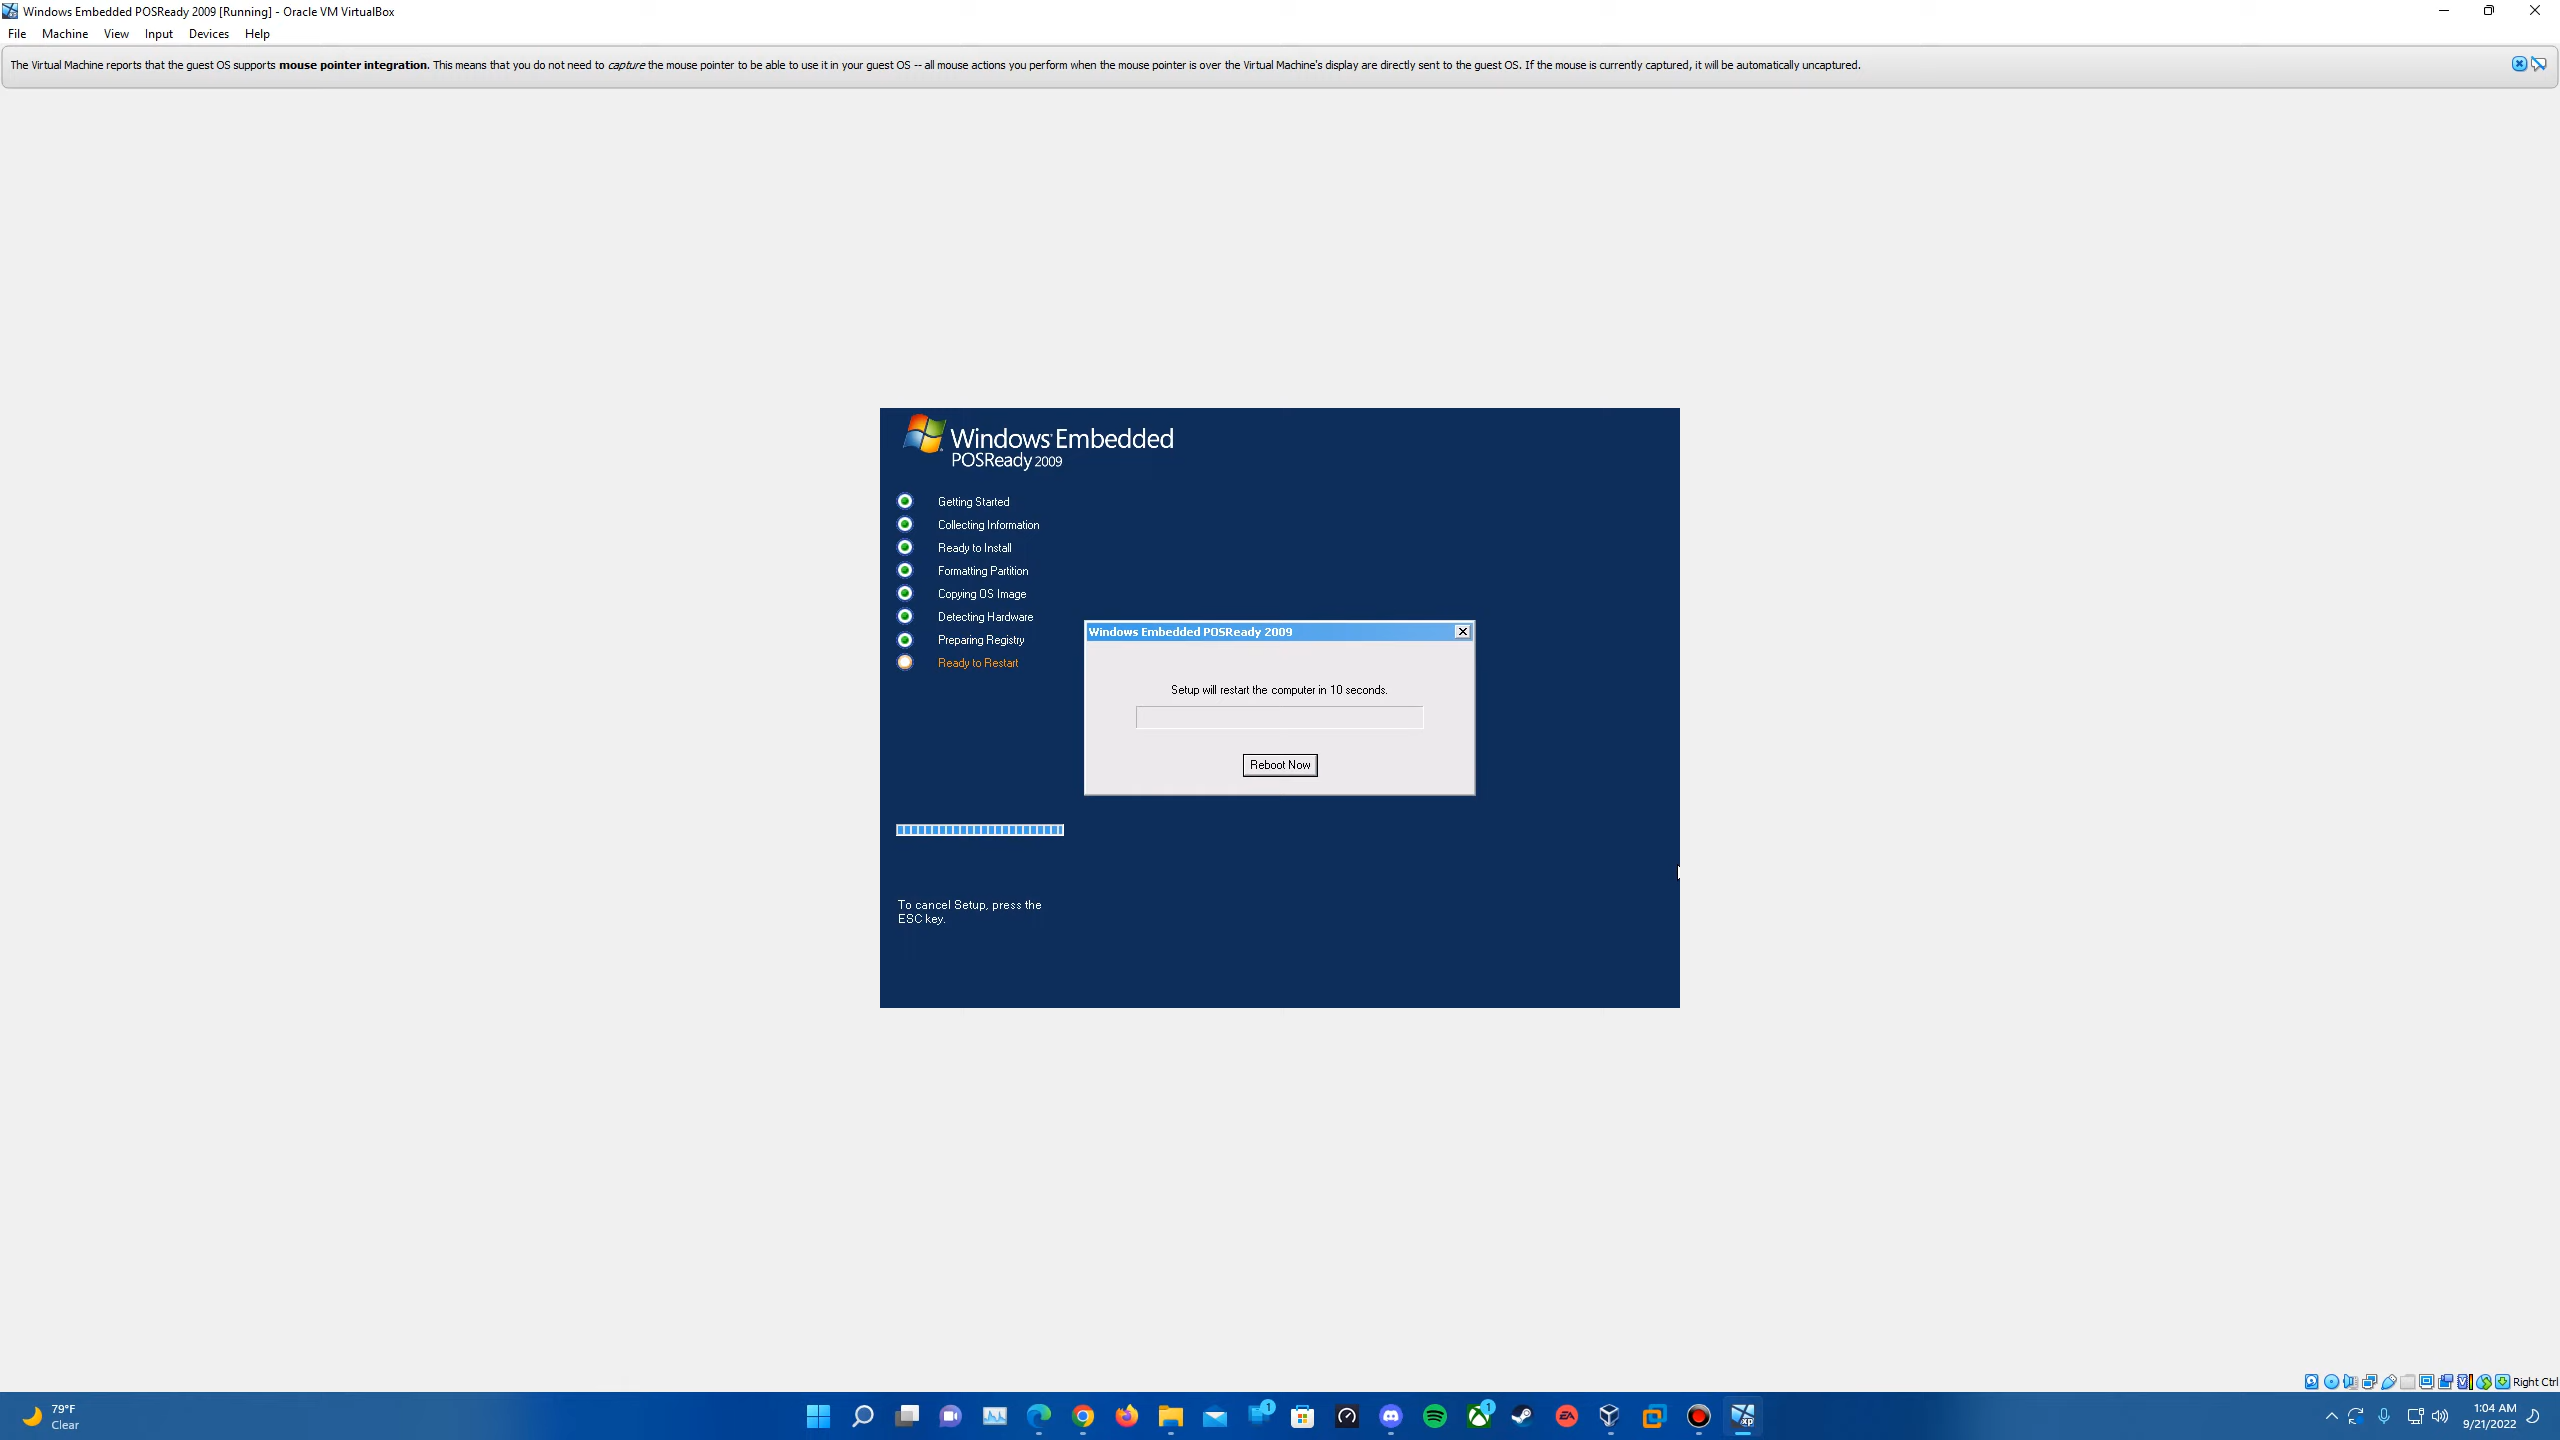 Windows Embedded POSReady 2009 [Running] - Oracle VM VirtualBox
File Machine View Input Devices Help
The Virtual Machine reports that the guest OS supports mouse pointer integration. This means that you do not need to capture the mouse pointer to be able to use it in your guest OS -- all mouse actions you perform when the mouse pointer is over the Virtual Machine's display are directly sent to the guest OS. If the mouse is currently captured, it will be automatically uncaptured.
Windows Embedded
POSReady 2009
Getting Started
Collecting Information
Ready to Install
Formatting Partition
Copying OS Image
Detecting Hardware
Preparing Registry
Ready to Restart
Windows Embedded POSReady 2009
Setup will restart the computer in 10 seconds.
Reboot Now
To cancel Setup, press the
ESC key.
Right Ctrl
79°F
Clear
1
1
EA
xp
1:04 AM
9/21/2022